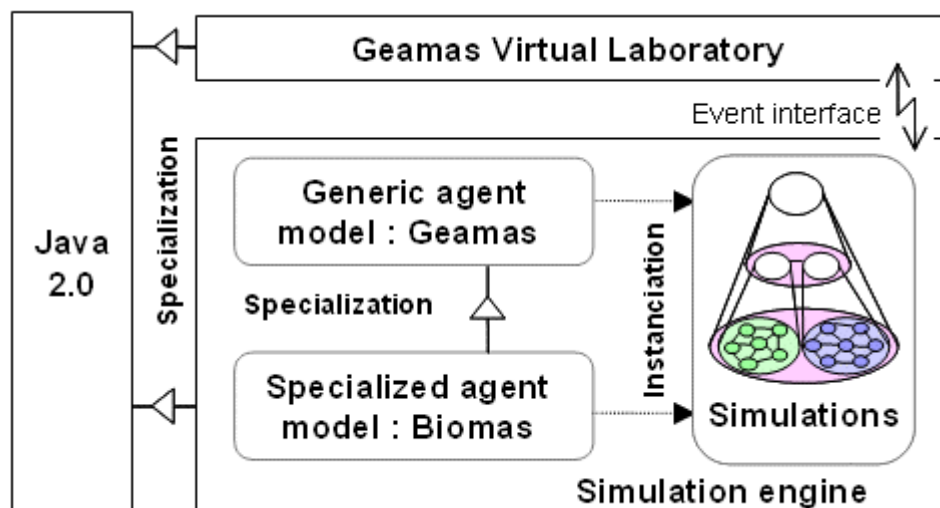 Geamas Virtual Laboratory
Event interface
Java
2.0
Specialization
Generic agent
model : Geamas
Specialization
Specialized agent
model : Biomas
Instanciation
Simulations
Simulation engine